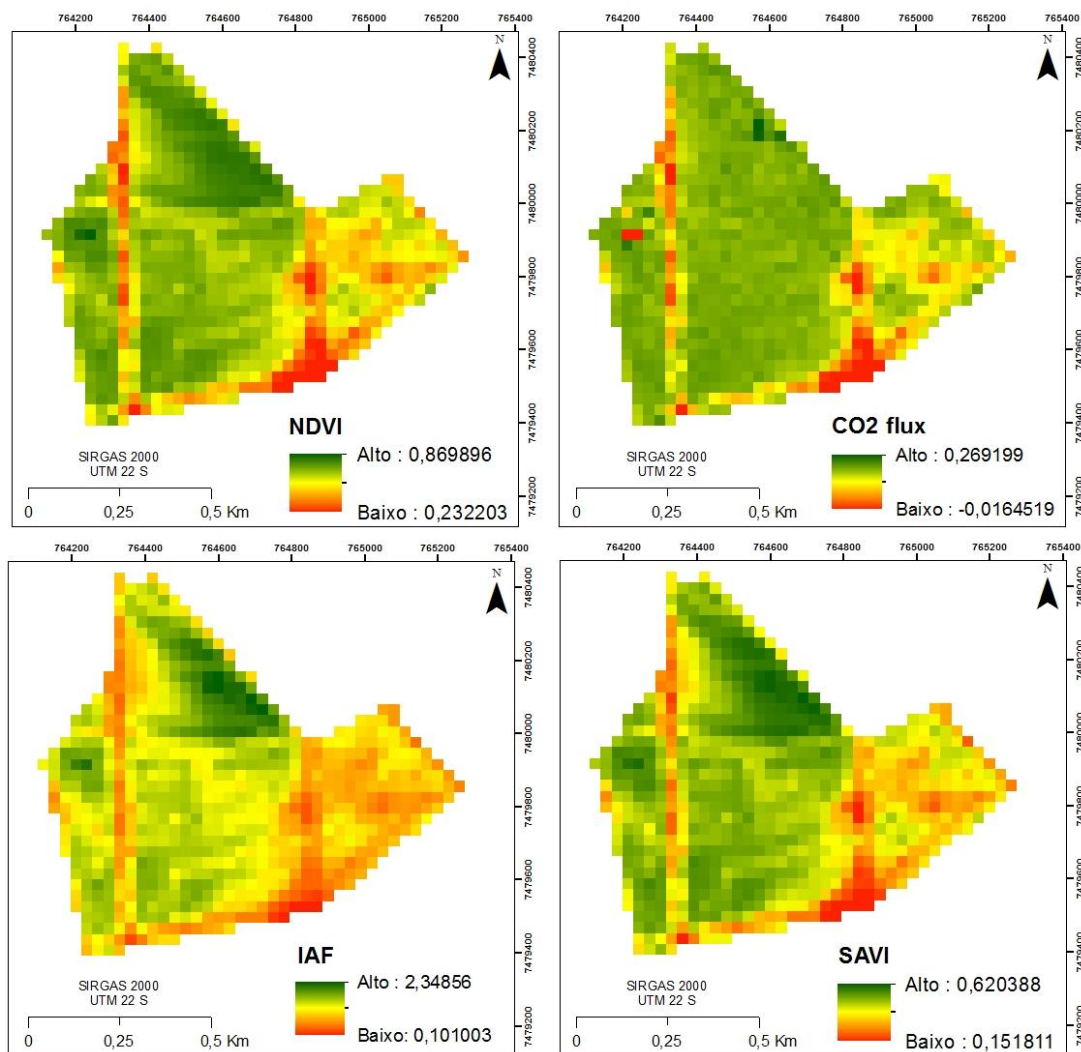 764200 764400 764600 764800 765000 765200 765400
N
7480400
7480200
7480000
7479800
7479600
7479400
7479200
NDVI
SIRGAS 2000
UTM 22 S
Alto : 0,869896
Baixo : 0,232203
0 0,25 0,5 Km
764200 764400 764600 764800 765000 765200 765400
N
7480400
7480200
7480000
7479800
7479600
7479400
7479200
CO2 flux
SIRGAS 2000
UTM 22 S
Alto : 0,269199
Baixo : -0,0164519
0 0,25 0,5 Km
764200 764400 764600 764800 765000 765200 765400
N
7480400
7480200
7480000
7479800
7479600
7479400
7479200
IAF
SIRGAS 2000
UTM 22 S
Alto : 2,34856
Baixo: 0,101003
0 0,25 0,5 Km
764200 764400 764600 764800 765000 765200 765400
N
7480400
7480200
7480000
7479800
7479600
7479400
7479200
SAVI
SIRGAS 2000
UTM 22 S
Alto : 0,620388
Baixo : 0,151811
0 0,25 0,5 Km